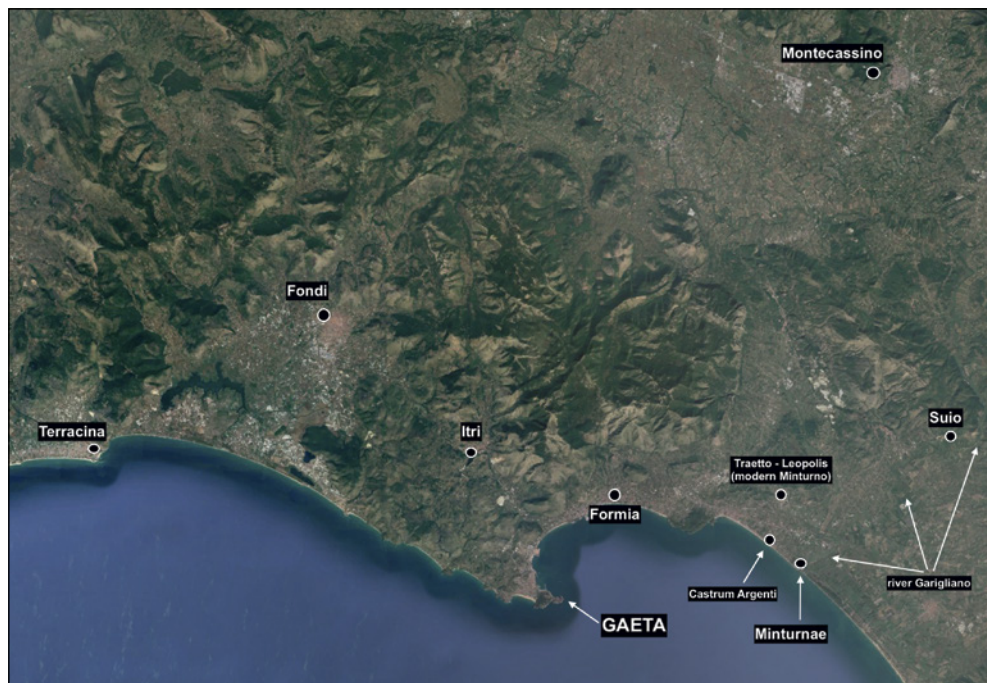 Montecassino
Fondi
Suio
Terracina
Itri
Traetto - Leopolis
(modern Minturno)
Formia
river Garigliano
Castrum Argenti
GAETA
Minturnae